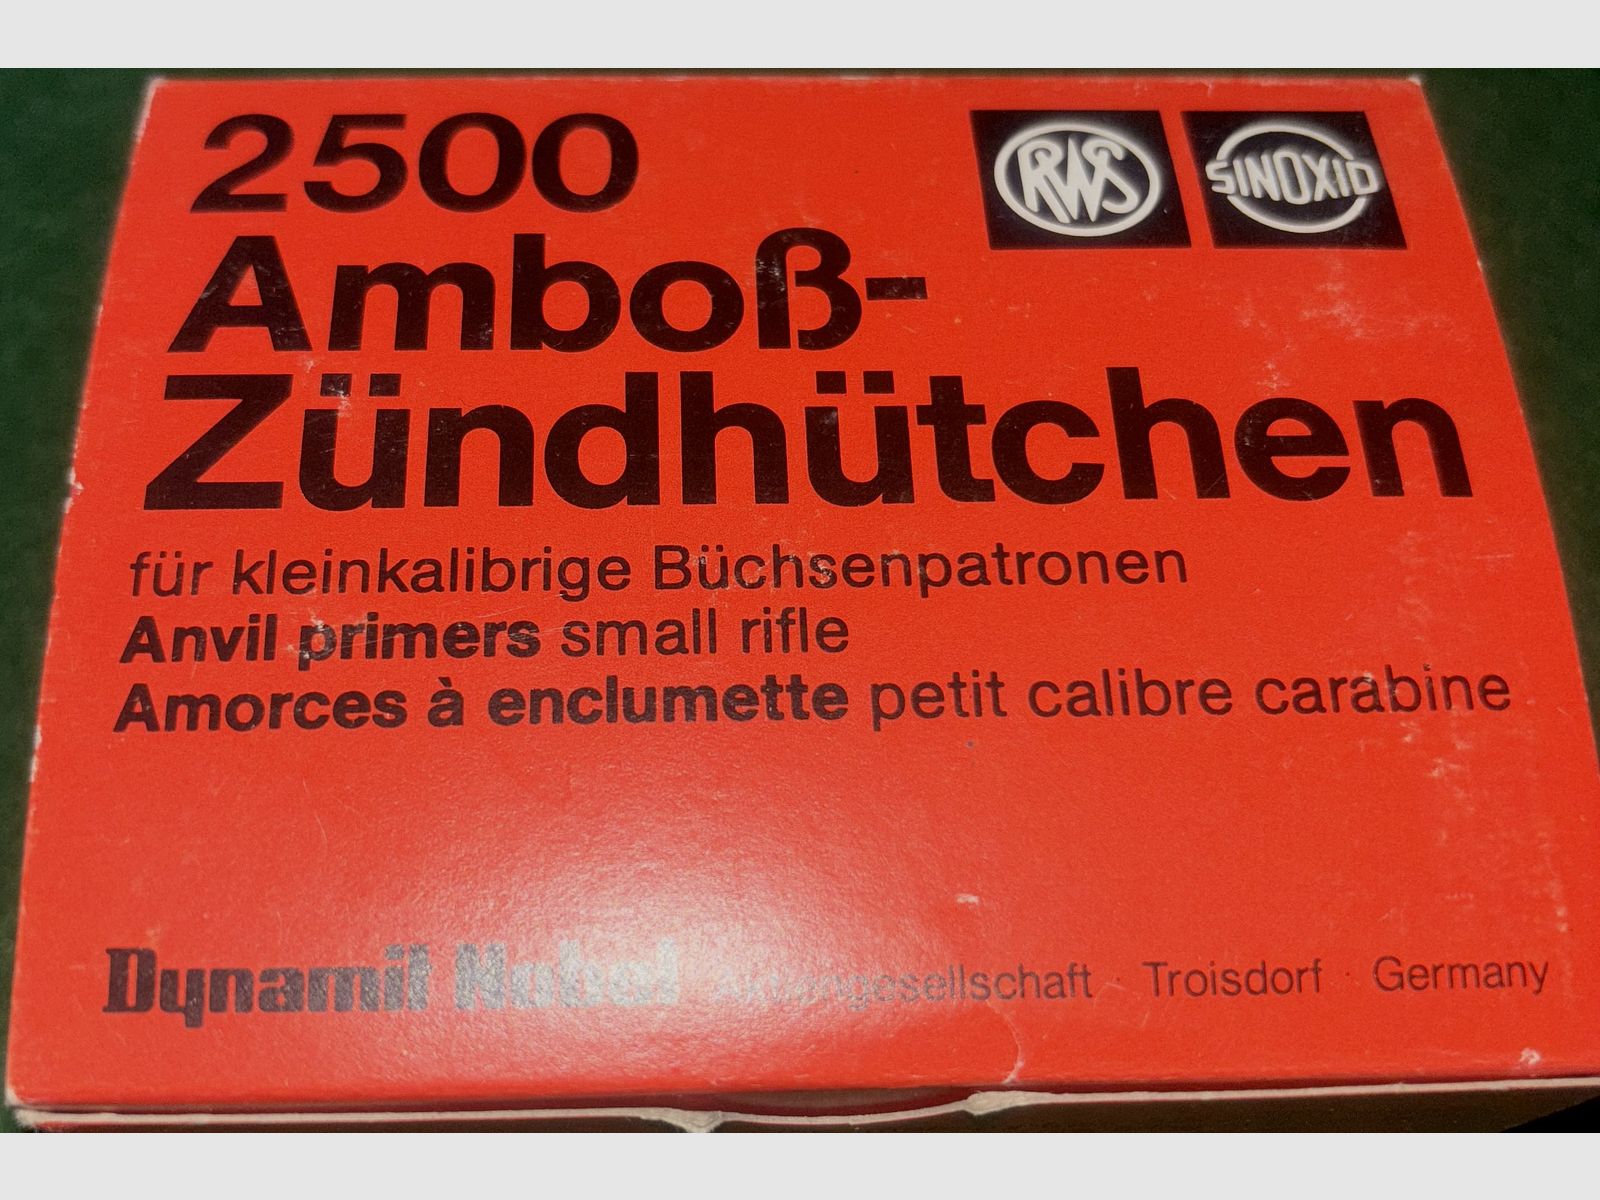 2500
RWS SINOXID
Amboß-
Zündhütchen
für kleinkalibrige Büchsenpatronen
Anvil primers small rifle
Amorces à enclumette petit calibre carabine
Dynamit Nobel Aktiengesellschaft · Troisdorf · Germany